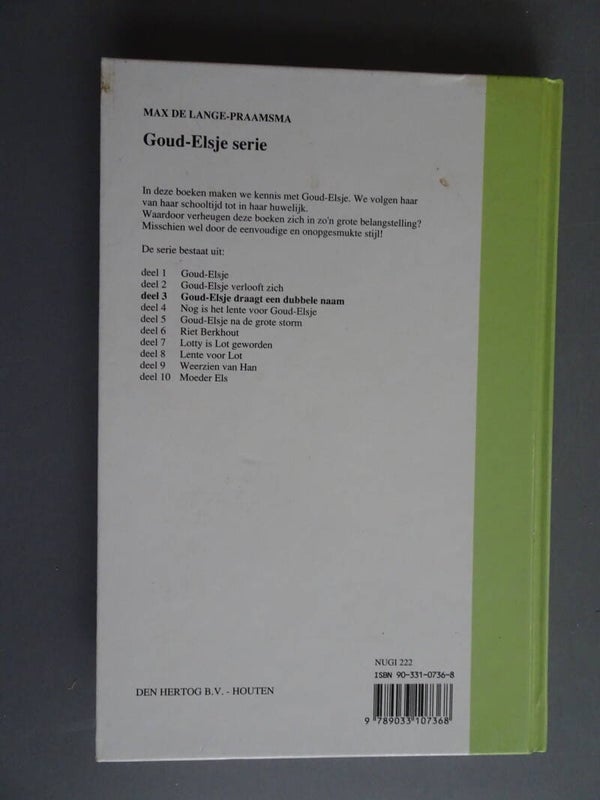 MAX DE LANGE-PRAAMSMA
Goud-Elsje serie
In deze boeken maken we kennis met Goud-Elsje. We volgen haar
van haar schooltijd tot in haar huwelijk.
Waardoor verheugen deze boeken zich in zo'n grote belangstelling?
Misschien wel door de eenvoudige en onopgesmukte stijl!
De serie bestaat uit:
deel 1 Goud-Elsje
deel 2 Goud-Elsje verlooft zich
deel 3 Goud-Elsje draagt een dubbele naam
deel 4 Nog is het lente voor Goud-Elsje
deel 5 Goud-Elsje na de grote storm
deel 6 Riet Berkhout
deel 7 Lotty is Lot geworden
deel 8 Lente voor Lot
deel 9 Weerzien van Han
deel 10 Moeder Els
NUGI 222
ISBN 90-331-0736-8
DEN HERTOG B.V. - HOUTEN
9 789033 107368